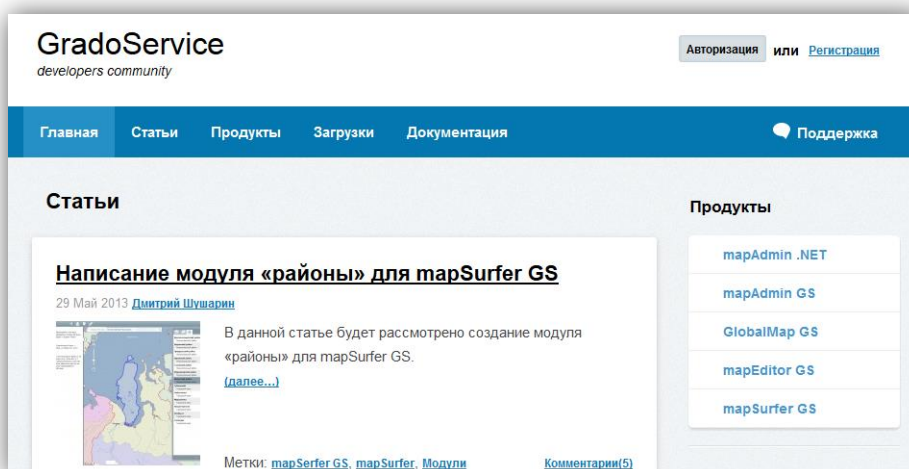 GradoService
developers community
Авторизация или Регистрация
Главная Статьи Продукты Загрузки Документация Поддержка
Статьи
Написание модуля «районы» для mapSurfer GS
29 Май 2013 Дмитрий Шушарин
В данной статье будет рассмотрено создание модуля
«районы» для mapSurfer GS.
(далее...)
Метки: mapSerfer GS, mapSurfer, Модули Комментарии(5)
Продукты
mapAdmin .NET
mapAdmin GS
GlobalMap GS
mapEditor GS
mapSurfer GS